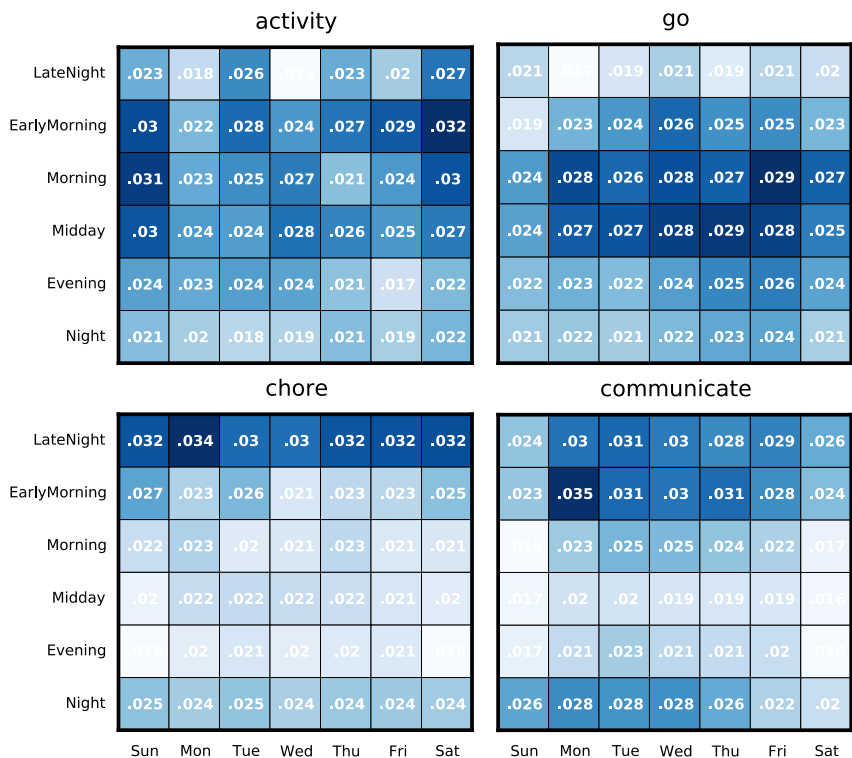 activity go
LateNight .023 .018 .026 .023 .02 .027 .021 .019 .021 .019 .021 .02
EarlyMorning .03 .022 .028 .024 .027 .029 .032 .019 .023 .024 .026 .025 .025 .023
Morning .031 .023 .025 .027 .021 .024 .03 .024 .028 .026 .028 .027 .029 .027
Midday .03 .024 .024 .028 .026 .025 .027 .024 .027 .027 .028 .029 .028 .025
Evening .024 .023 .024 .024 .021 .017 .022 .022 .023 .022 .024 .025 .026 .024
Night .021 .02 .018 .019 .021 .019 .022 .021 .022 .021 .022 .023 .024 .021
chore communicate
LateNight .032 .034 .03 .03 .032 .032 .032 .024 .03 .031 .03 .028 .029 .026
EarlyMorning .027 .023 .026 .021 .023 .023 .025 .023 .035 .031 .03 .031 .028 .024
Morning .022 .023 .02 .021 .023 .021 .021 .023 .025 .025 .024 .022 .017
Midday .02 .022 .022 .022 .022 .021 .02 .017 .02 .02 .019 .019 .019 .016
Evening .02 .021 .02 .02 .021 .017 .021 .023 .021 .021 .02
Night .025 .024 .025 .024 .024 .024 .024 .026 .028 .028 .028 .026 .022 .02
Sun Mon Tue Wed Thu Fri Sat Sun Mon Tue Wed Thu Fri Sat